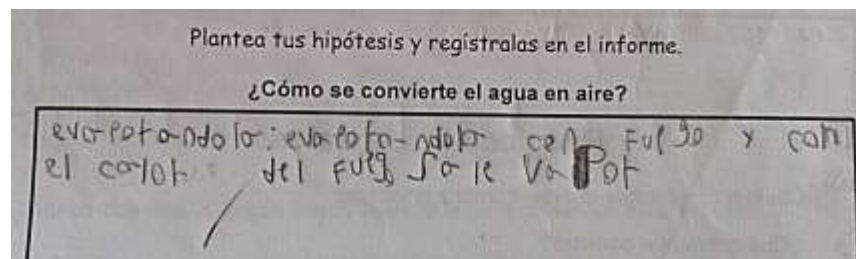 Plantea tus hipótesis y regístralas en el informe.
¿Cómo se convierte el agua en aire?
evaporandolo: evaporandolo con Fuego y con
el calor del Fuego Sale VaPor